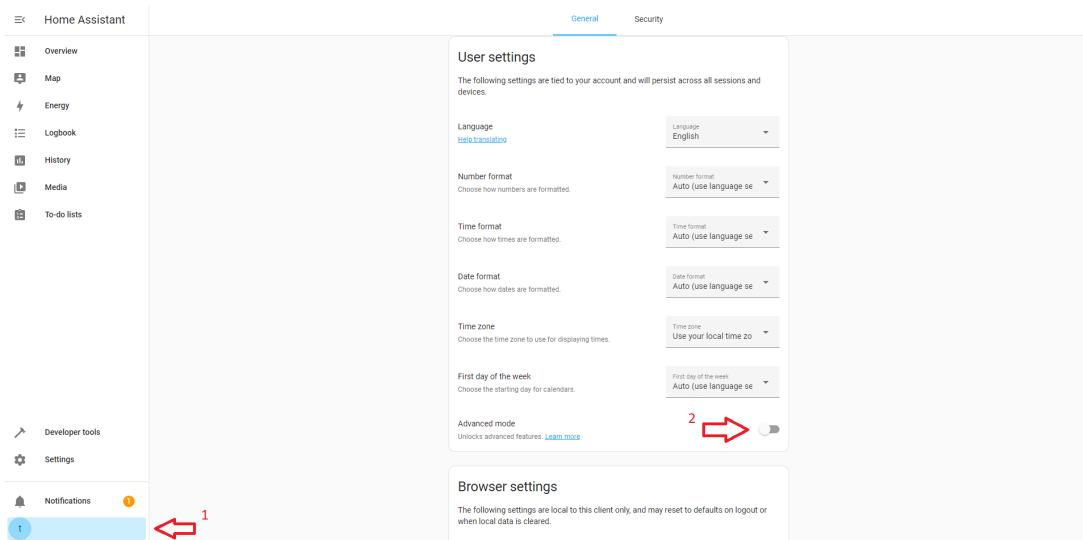 Home Assistant
Overview
Map
Energy
Logbook
History
Media
To-do lists
Developer tools
Settings
Notifications
1
t
1
General
Security
User settings
The following settings are tied to your account and will persist across all sessions and
devices.
Language
Help translating
Language
English
Number format
Choose how numbers are formatted.
Number format
Auto (use language se
Time format
Choose how times are formatted.
Time format
Auto (use language se
Date format
Choose how dates are formatted.
Date format
Auto (use language se
Time zone
Choose the time zone to use for displaying times.
Time zone
Use your local time zo
First day of the week
Choose the starting day for calendars.
First day of the week
Auto (use language se
Advanced mode
Unlocks advanced features. Learn more
2
Browser settings
The following settings are local to this client only, and may reset to defaults on logout or
when local data is cleared.